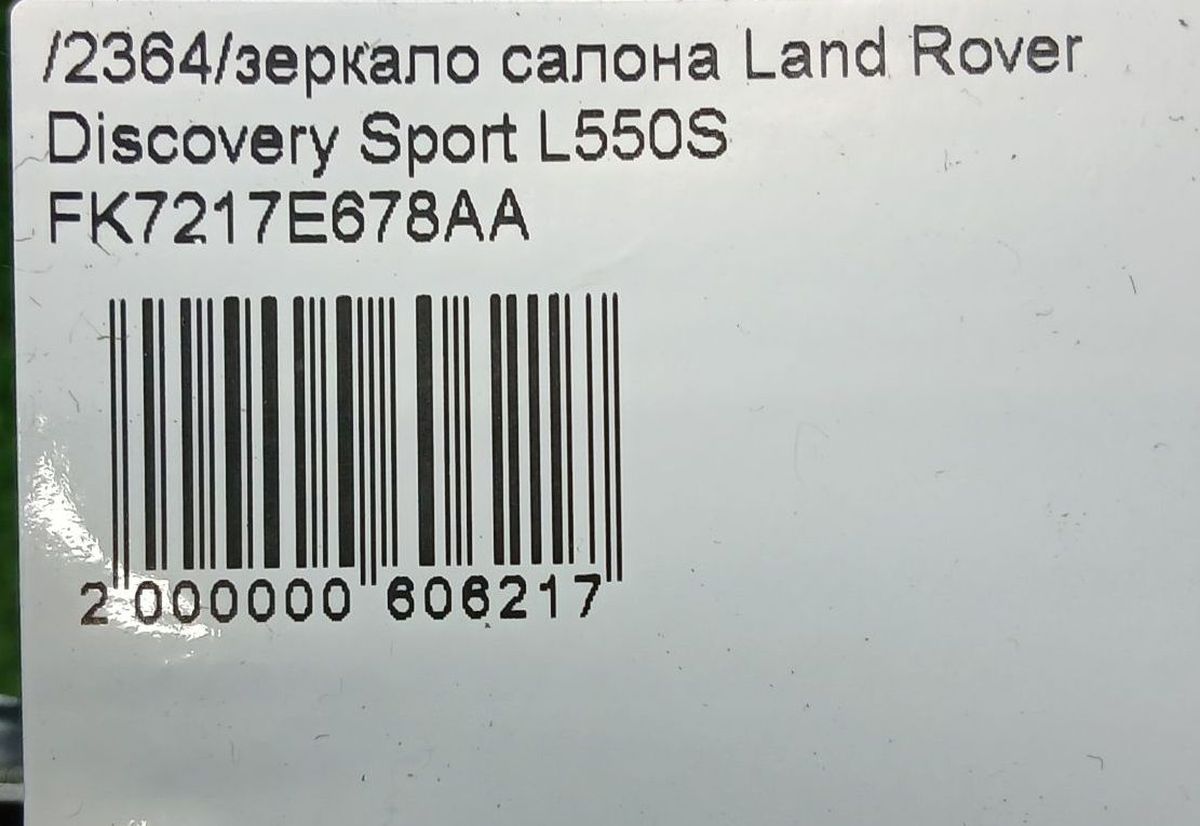 /2364/зеркало салона Land Rover
Discovery Sport L550S
FK7217E678AA
2 000000 606217